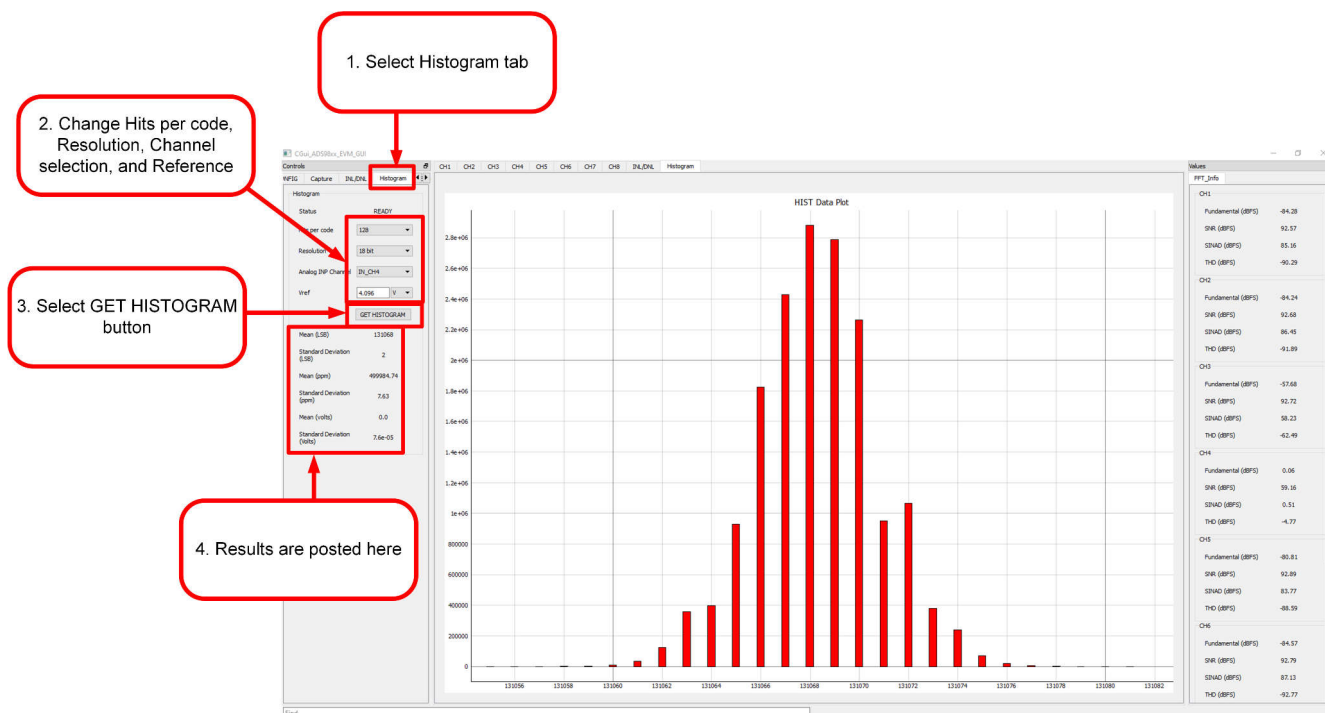 1. Select Histogram tab
2. Change Hits per code,
Resolution, Channel
selection, and Reference
3. Select GET HISTOGRAM
button
4. Results are posted here
CGui_ADS98xx_EVM_GUI
Controls
Capture INL/DNL Histogram
Histogram
Status READY
Hits per code 128
Resolution 18 bit
Analog INP Channel IN_CH4
Vref 4.096 V
GET HISTOGRAM
Mean (LSB) 131068
Standard Deviation
(LSB) 2
Mean (ppm) 499984.74
Standard Deviation
(ppm) 7.63
Mean (volts) 0.0
Standard Deviation
(Volts) 7.6e-05
CH1 CH2 CH3 CH4 CH5 CH6 CH7 CH8 INL/DNL Histogram
HIST Data Plot
2.8e+06
2.6e+06
2.4e+06
2.2e+06
2e+06
1.8e+06
1.6e+06
1.4e+06
1.2e+06
1e+06
800000
600000
400000
200000
0
131056 131058 131060 131062 131064 131066 131068 131070 131072 131074 131076 131078 131080 131082
Values
FFT_Info
CH1
Fundamental (dBFS) -84.28
SNR (dBFS) 92.57
SINAD (dBFS) 85.16
THD (dBFS) -90.29
CH2
Fundamental (dBFS) -84.24
SNR (dBFS) 92.68
SINAD (dBFS) 86.45
THD (dBFS) -91.89
CH3
Fundamental (dBFS) -57.68
SNR (dBFS) 92.72
SINAD (dBFS) 58.23
THD (dBFS) -62.49
CH4
Fundamental (dBFS) 0.06
SNR (dBFS) 59.16
SINAD (dBFS) 0.51
THD (dBFS) -4.77
CH5
Fundamental (dBFS) -80.81
SNR (dBFS) 92.89
SINAD (dBFS) 83.77
THD (dBFS) -88.59
CH6
Fundamental (dBFS) -84.57
SNR (dBFS) 92.79
SINAD (dBFS) 87.13
THD (dBFS) -92.77